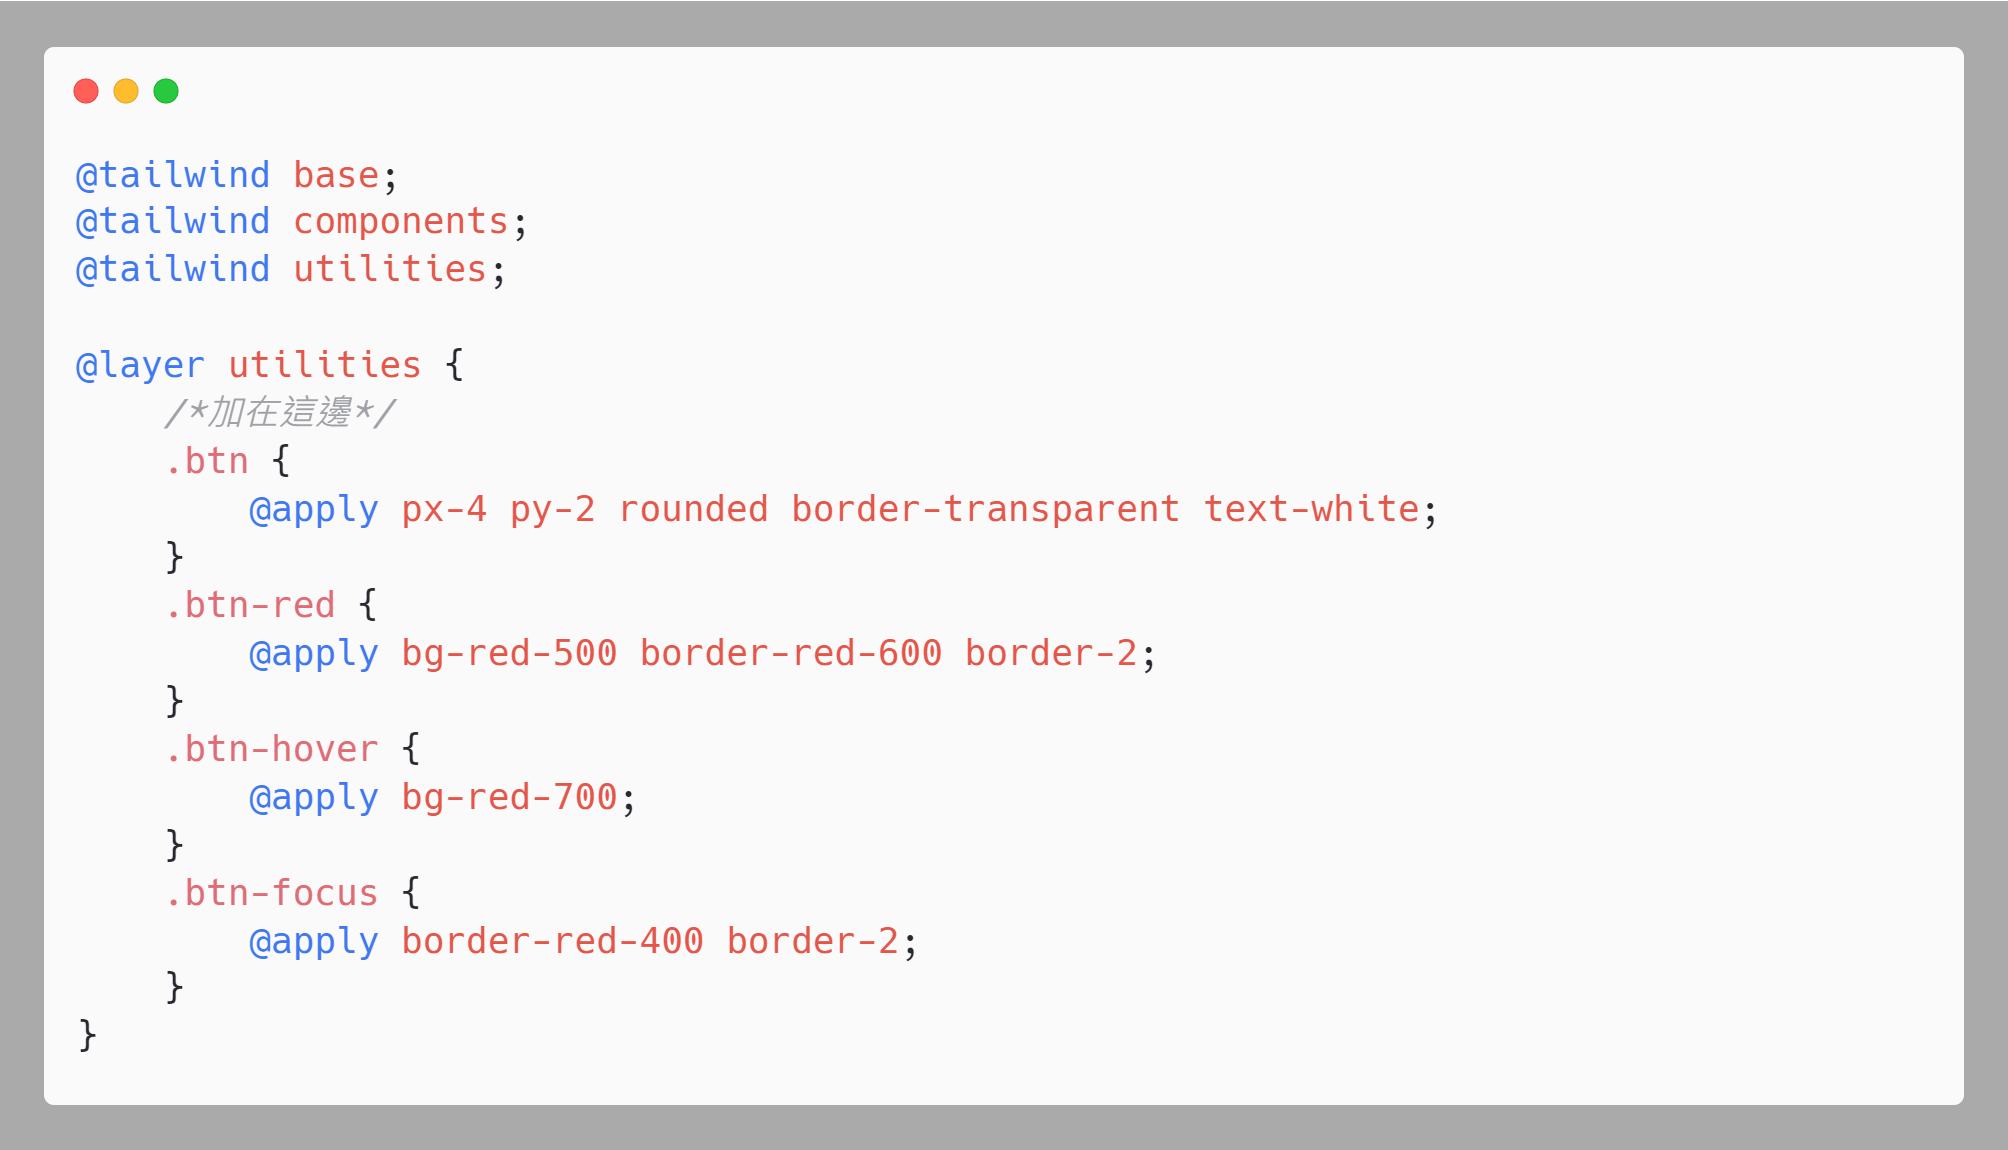 @tailwind base;
@tailwind components;
@tailwind utilities;

@layer utilities {
    /*加在這邊*/
    .btn {
        @apply px-4 py-2 rounded border-transparent text-white;
    }
    .btn-red {
        @apply bg-red-500 border-red-600 border-2;
    }
    .btn-hover {
        @apply bg-red-700;
    }
    .btn-focus {
        @apply border-red-400 border-2;
    }
}